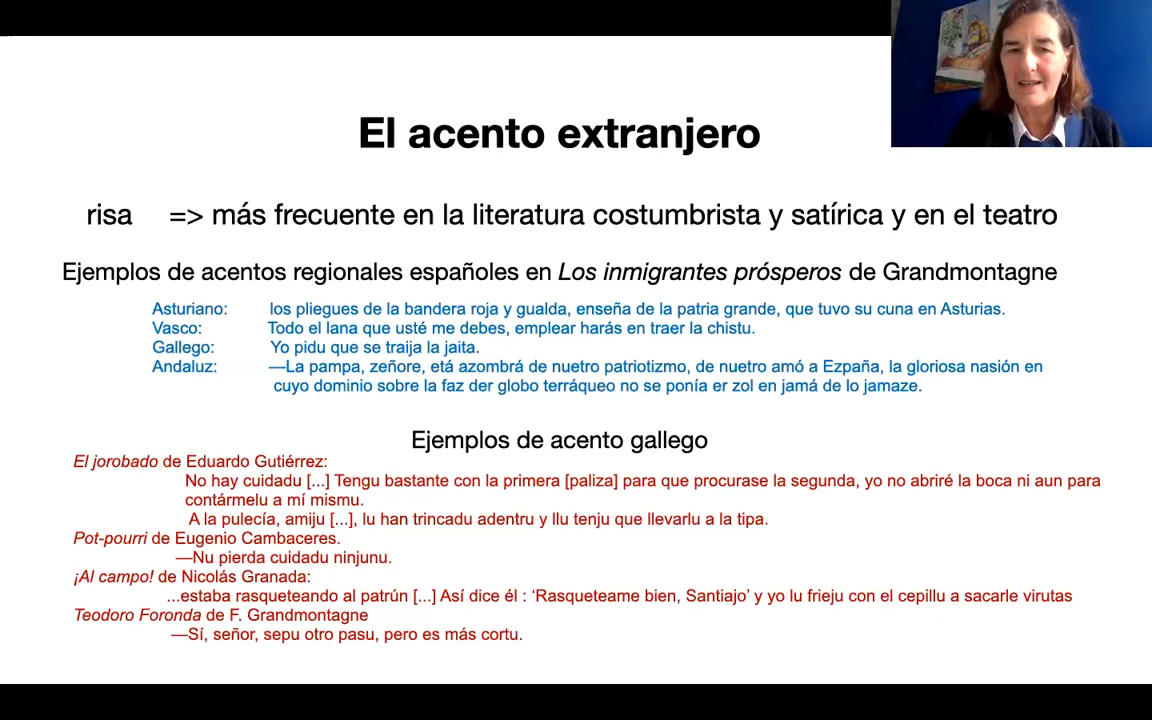 El acento extranjero
risa => más frecuente en la literatura costumbrista y satírica y en el teatro
Ejemplos de acentos regionales españoles en Los inmigrantes prósperos de Grandmontagne
Asturiano: los pliegues de la bandera roja y gualda, enseña de la patria grande, que tuvo su cuna en Asturias.
Vasco: Todo el lana que usté me debes, emplear harás en traer la chistu.
Gallego: Yo pidu que se traija la jaita.
Andaluz: —La pampa, zeñore, etá azombrá de nuetro patriotizmo, de nuetro amó a Ezpaña, la gloriosa nasión en
cuyo dominio sobre la faz der globo terráqueo no se ponía er zol en jamá de lo jamaze.
Ejemplos de acento gallego
El jorobado de Eduardo Gutiérrez:
No hay cuidadu [...] Tengu bastante con la primera [paliza] para que procurase la segunda, yo no abriré la boca ni aun para
contármelu a mí mismu.
A la pulecía, amiju [...], lu han trincadu adentru y llu tenju que llevarlu a la tipa.
Pot-pourri de Eugenio Cambaceres.
—Nu pierda cuidadu ninjunu.
¡Al campo! de Nicolás Granada:
...estaba rasqueteando al patrún [...] Así dice él : ‘Rasqueteame bien, Santiajo’ y yo lu frieju con el cepillu a sacarle virutas
Teodoro Foronda de F. Grandmontagne
—Sí, señor, sepu otro pasu, pero es más cortu.